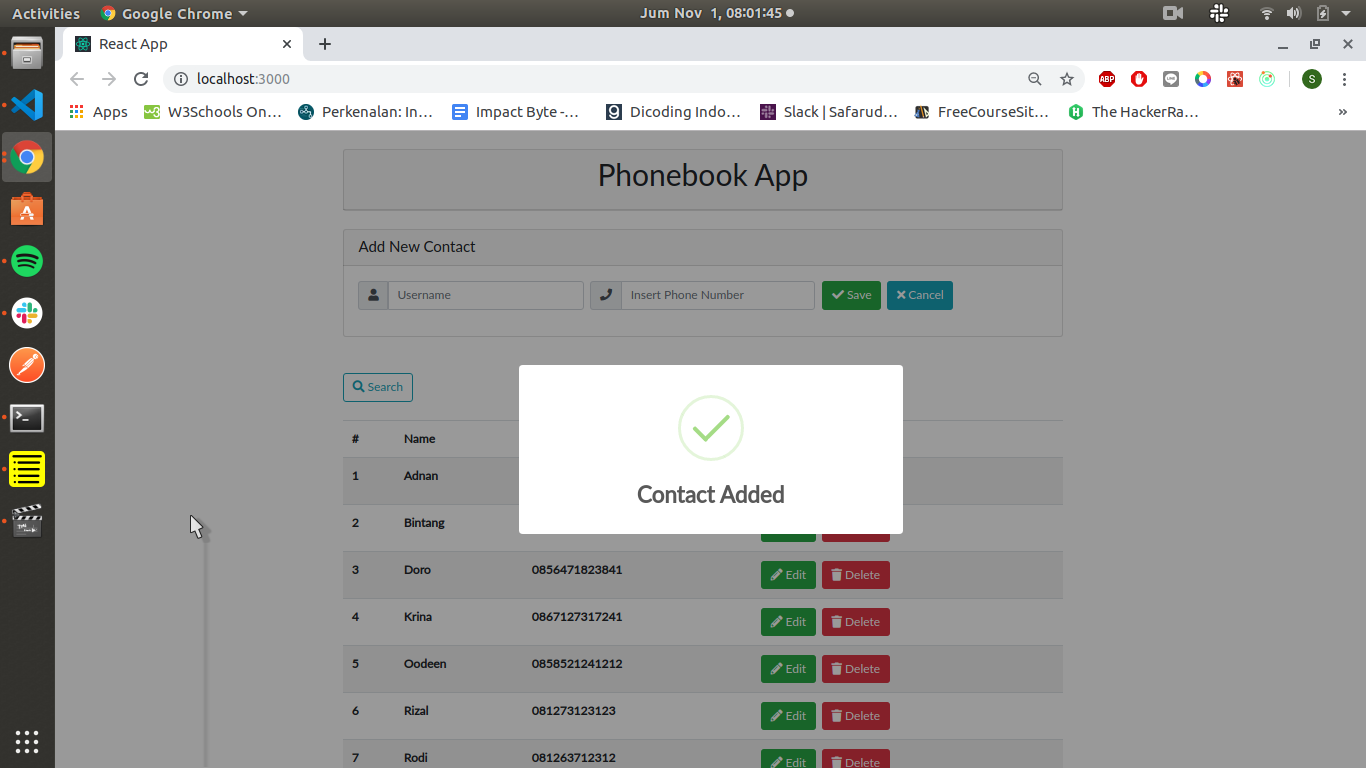 Activities Google Chrome Jum Nov 1, 08:01:45
React App
localhost:3000 ABP S
Apps W3Schools On... Perkenalan: In... Impact Byte -... Dicoding Indo... Slack | Safarud... FreeCourseSit... The HackerRa... »
Phonebook App
Add New Contact
Username Insert Phone Number Save Cancel
Search
Contact Added
# Name
1 Adnan
2 Bintang
3 Doro 0856471823841 Edit Delete
4 Krina 0867127317241 Edit Delete
5 Oodeen 0858521241212 Edit Delete
6 Rizal 081273123123 Edit Delete
7 Rodi 081263712312 Edit Delete